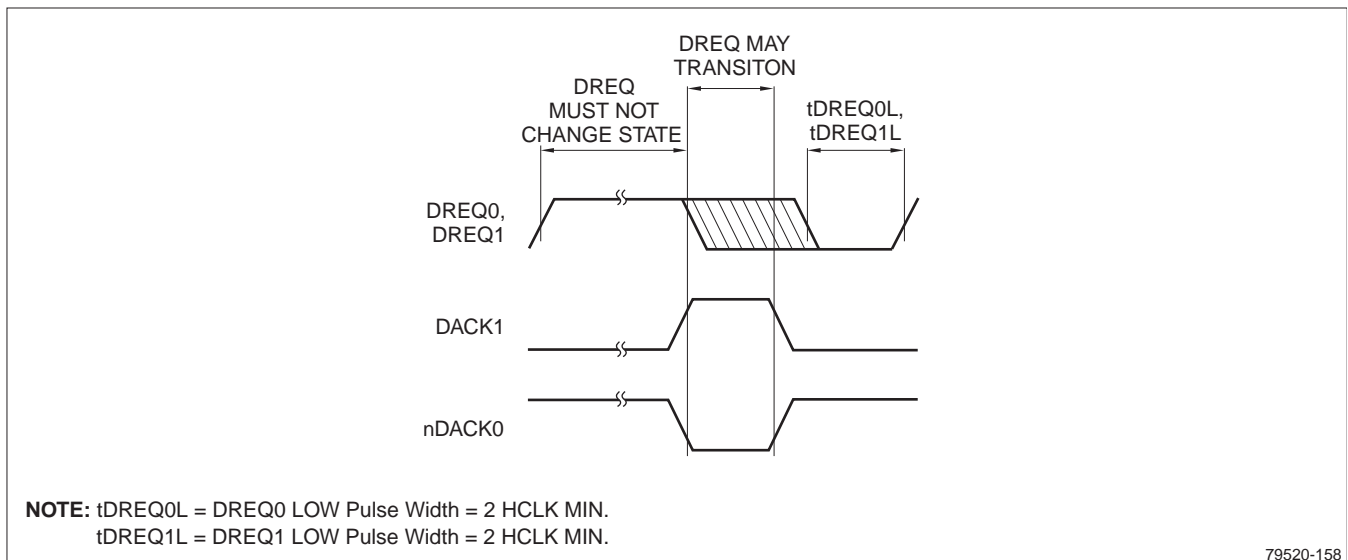 DREQ MAY
TRANSITON
DREQ
MUST NOT
CHANGE STATE
tDREQ0L,
tDREQ1L
DREQ0,
DREQ1
DACK1
nDACK0
NOTE: tDREQ0L = DREQ0 LOW Pulse Width = 2 HCLK MIN.
tDREQ1L = DREQ1 LOW Pulse Width = 2 HCLK MIN.
79520-158